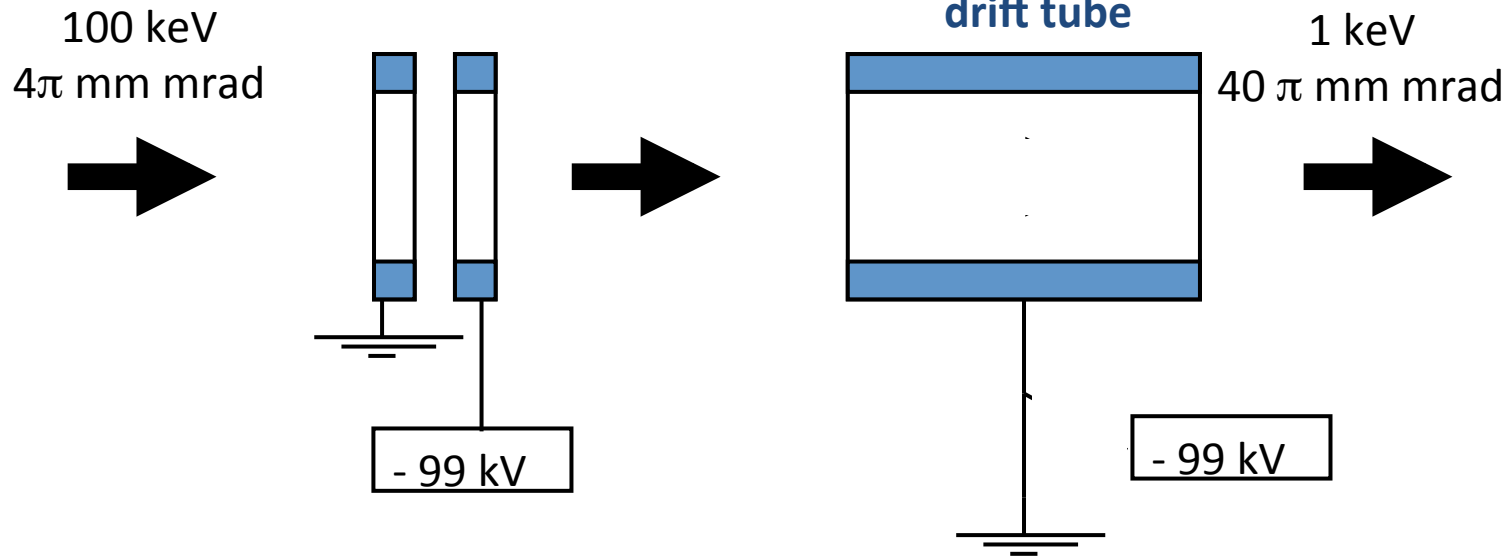 100 keV
4π mm mrad
drift tube
1 keV
40 π mm mrad
- 99 kV
- 99 kV